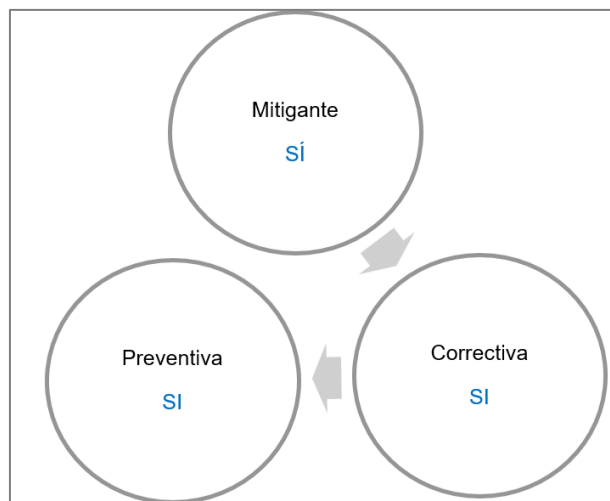 Mitigante
SÍ
Preventiva
SI
Correctiva
SI